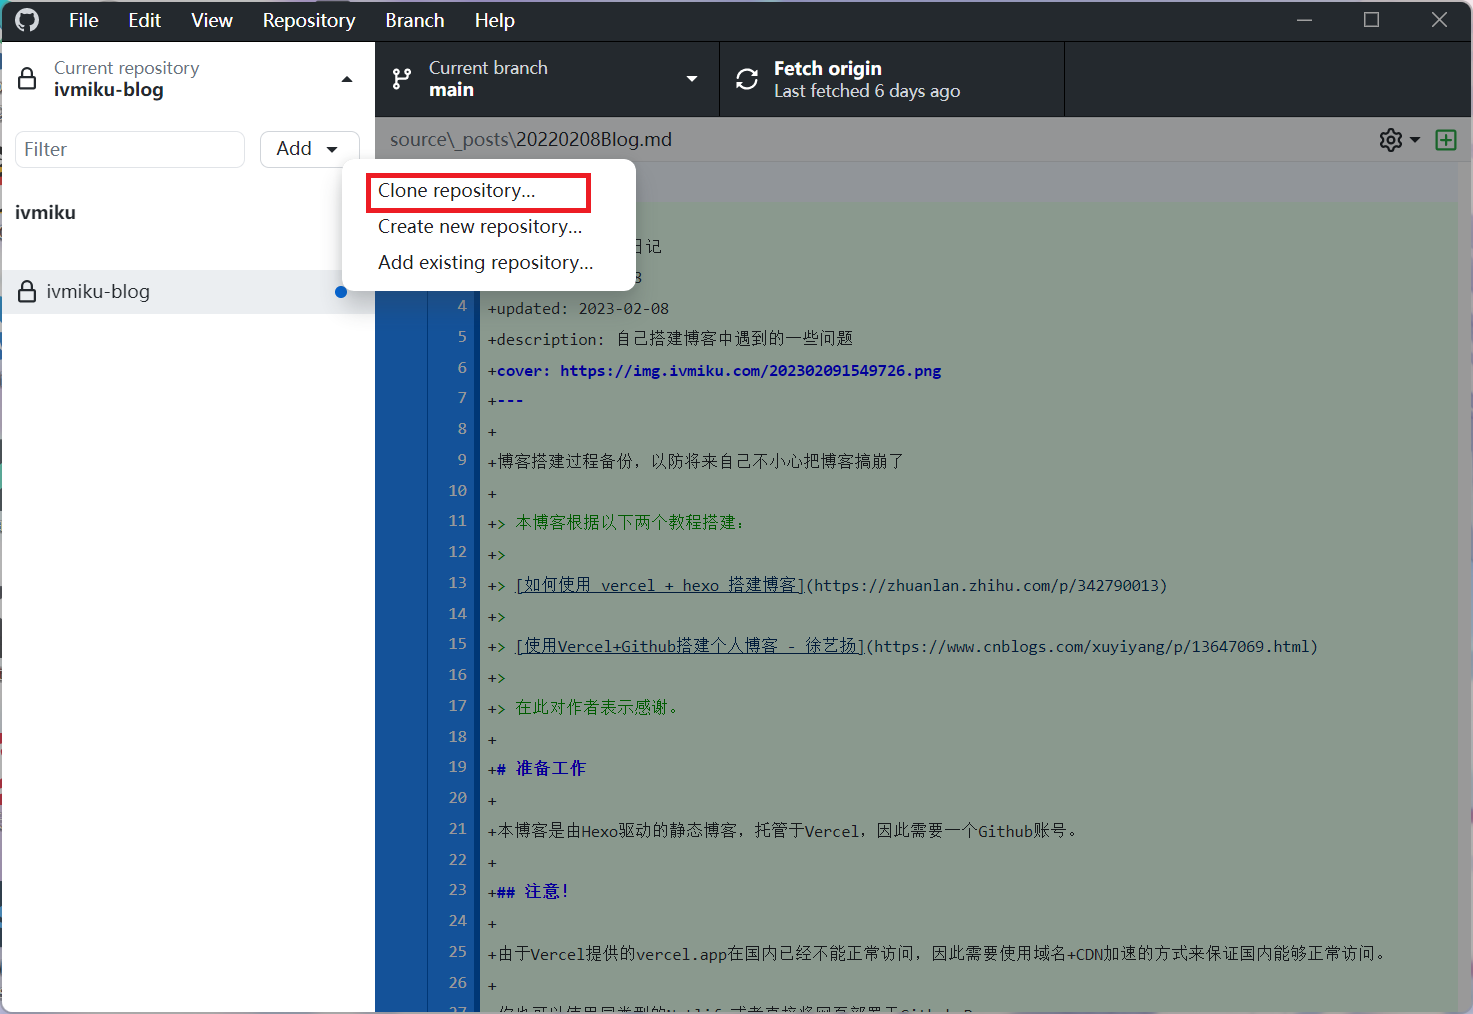 File Edit View Repository Branch Help
Current repository
ivmiku-blog
Current branch
main
Fetch origin
Last fetched 6 days ago
Filter
Add
source\_posts\20220208Blog.md
Clone repository...
Create new repository...
Add existing repository...
ivmiku
ivmiku-blog
日记
8
4 +updated: 2023-02-08
5 +description: 自己搭建博客中遇到的一些问题
6 +cover: https://img.ivmiku.com/202302091549726.png
7 +---
8 +
9 +博客搭建过程备份，以防将来自己不小心把博客搞崩了
10 +
11 +> 本博客根据以下两个教程搭建：
12 +>
13 +> [如何使用 vercel + hexo 搭建博客](https://zhuanlan.zhihu.com/p/342790013)
14 +>
15 +> [使用Vercel+Github搭建个人博客 - 徐艺扬](https://www.cnblogs.com/xuyiyang/p/13647069.html)
16 +>
17 +> 在此对作者表示感谢。
18 +
19 +# 准备工作
20 +
21 +本博客是由Hexo驱动的静态博客，托管于Vercel，因此需要一个Github账号。
22 +
23 +## 注意！
24 +
25 +由于Vercel提供的vercel.app在国内已经不能正常访问，因此需要使用域名+CDN加速的方式来保证国内能够正常访问。
26 +
27